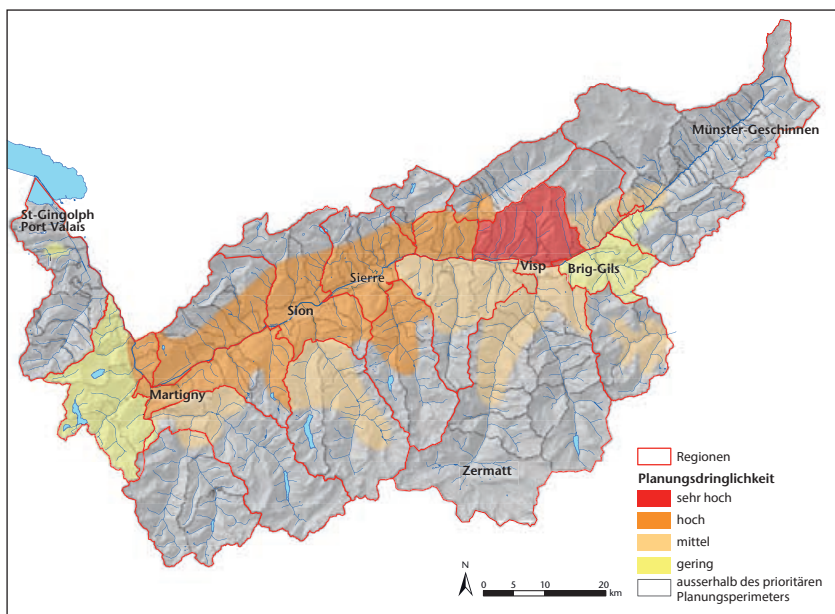 Münster-Geschinnen
St-Gingolph
Port Valais
Sierre
Visp
Brig-Gils
Sion
Martigny
Zermatt
Regionen
Planungsdringlichkeit
sehr hoch
hoch
mittel
gering
ausserhalb des prioritären
Planungsperimeters
N
0 5 10 20
km